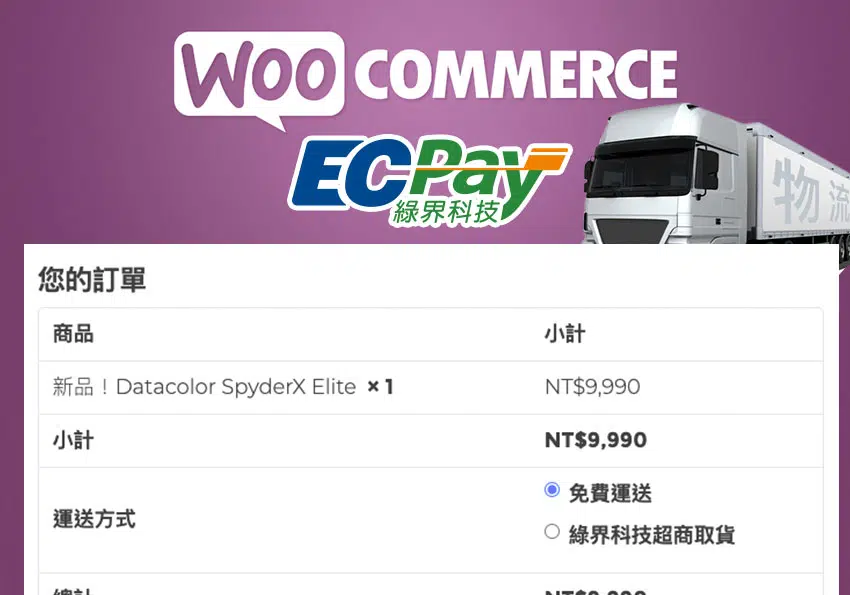 WOO COMMERCE
ECPay
綠界科技
物流
您的訂單
商品 小計
新品！Datacolor SpyderX Elite × 1 NT$9,990
小計 NT$9,990
運送方式
免費運送
綠界科技超商取貨